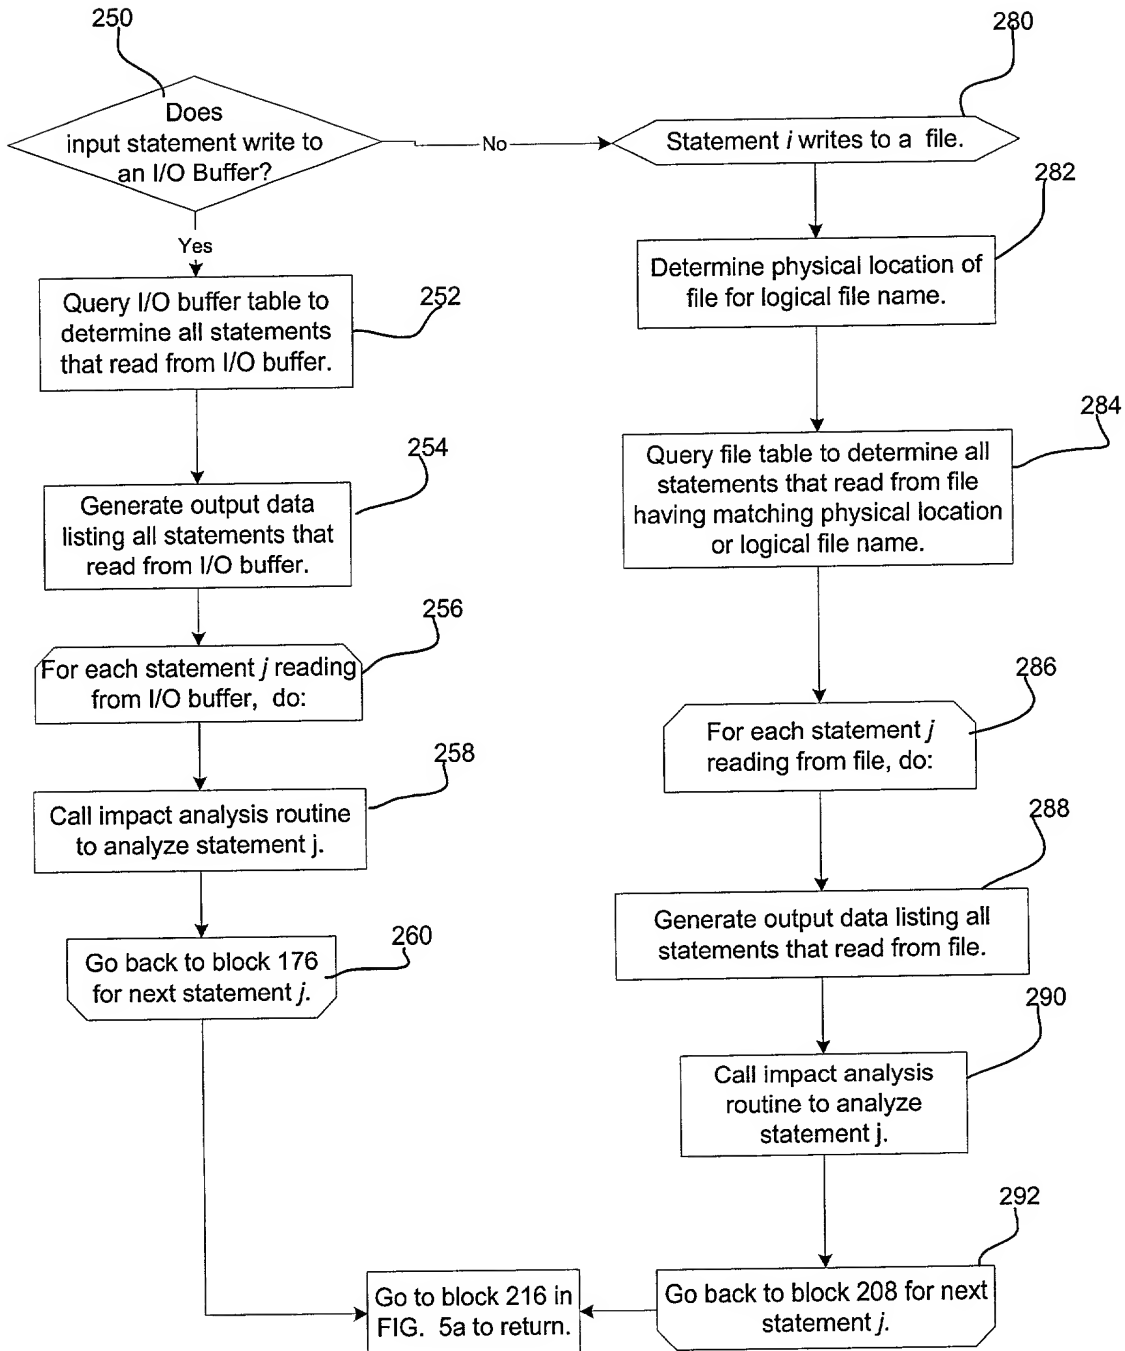 250
Does
input statement write to
an I/O Buffer?
No
Yes
252
Query I/O buffer table to
determine all statements
that read from I/O buffer.
254
Generate output data
listing all statements that
read from I/O buffer.
256
For each statement j reading
from I/O buffer, do:
258
Call impact analysis routine
to analyze statement j.
260
Go back to block 176
for next statement j.
280
Statement i writes to a file.
282
Determine physical location of
file for logical file name.
284
Query file table to determine all
statements that read from file
having matching physical location
or logical file name.
286
For each statement j
reading from file, do:
288
Generate output data listing all
statements that read from file.
290
Call impact analysis
routine to analyze
statement j.
292
Go back to block 208 for next
statement j.
Go to block 216 in
FIG. 5a to return.